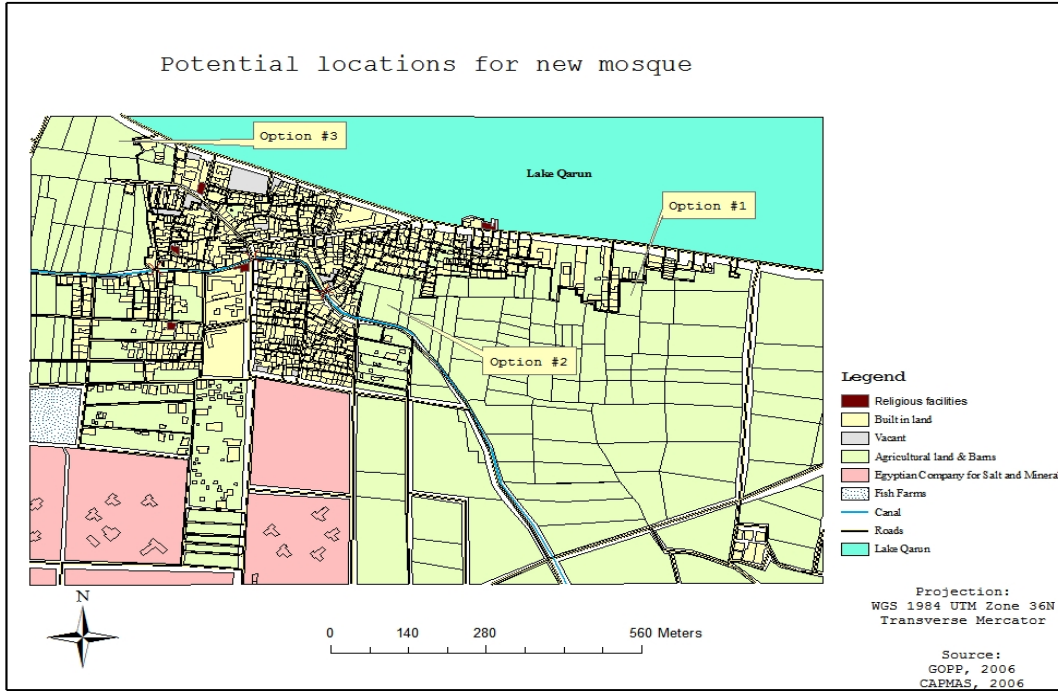 Potential locations for new mosque
Option #3
Lake Qarun
Option #1
Option #2
Legend
Religious facilities
Built in land
Vacant
Agricultural land & Barns
Egyptian Company for Salt and Mineral
Fish Farms
Canal
Roads
Lake Qarun
N
0 140 280 560 Meters
Projection:
WGS 1984 UTM Zone 36N
Transverse Mercator
Source:
GOPP, 2006
CAPMAS, 2006